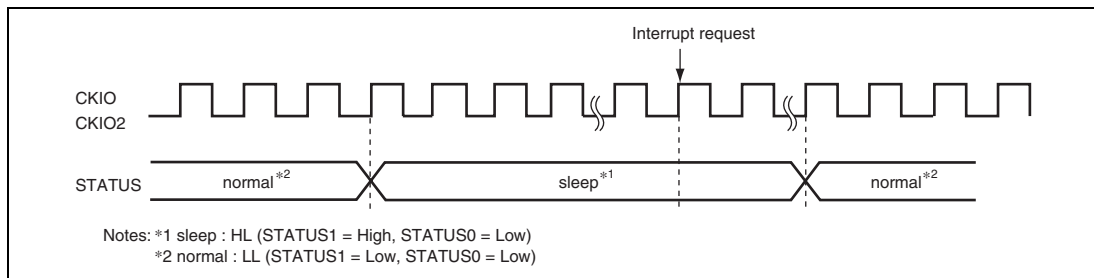 Interrupt request
CKIO
CKIO2
STATUS
normal*2
sleep*1
normal*2
Notes: *1 sleep : HL (STATUS1 = High, STATUS0 = Low)
*2 normal : LL (STATUS1 = Low, STATUS0 = Low)